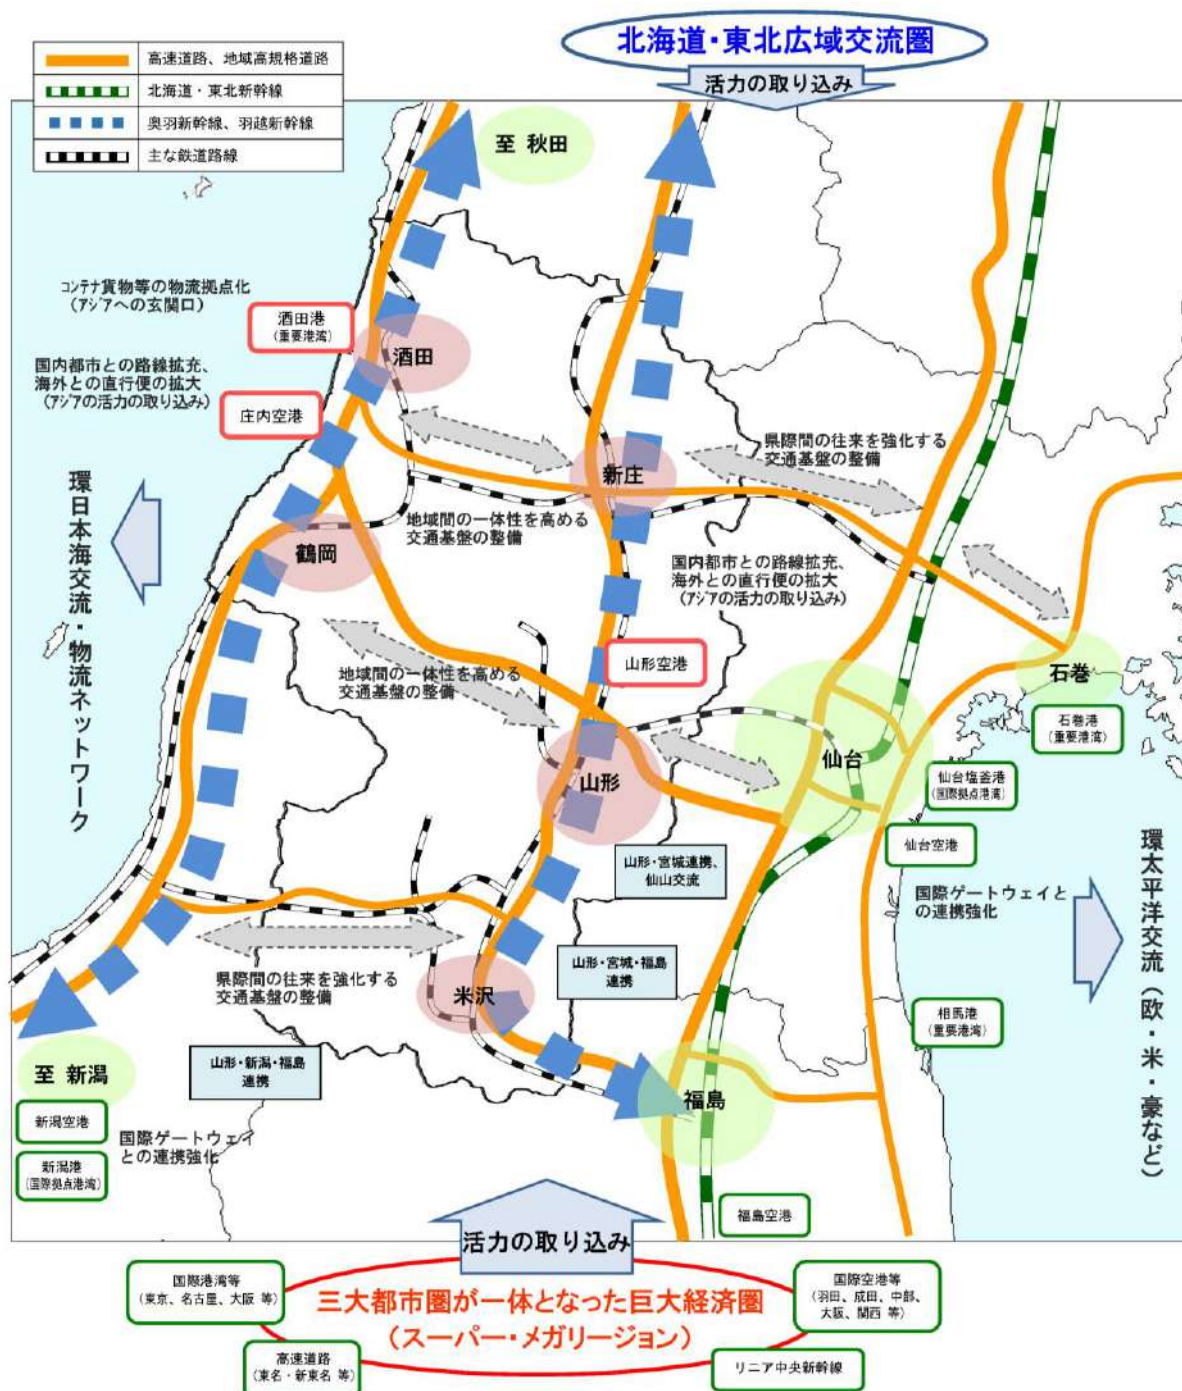 北海道・東北広域交流圏
活力の取り込み
高速道路、地域高規格道路
北海道・東北新幹線
奥羽新幹線、羽越新幹線
主な鉄道路線
至 秋田
コンテナ貨物等の物流拠点化
(アジアへの玄関口)
酒田港
(重要港湾)
酒田
国内都市との路線拡充、
海外との直行便の拡大
(アジアの活力の取り込み)
庄内空港
県際間の往来を強化する
交通基盤の整備
新庄
環日本海交流・物流ネットワーク
地域間の一体性を高める
交通基盤の整備
鶴岡
国内都市との路線拡充、
海外との直行便の拡大
(アジアの活力の取り込み)
山形空港
地域間の一体性を高める
交通基盤の整備
石巻
石巻港
(重要港湾)
仙台
山形
仙台塩釜港
(国際拠点港湾)
仙台空港
山形・宮城連携、
仙山交流
国際ゲートウェイと
の連携強化
環太平洋交流(欧・米・豪など)
山形・宮城・福島
連携
県際間の往来を強化する
交通基盤の整備
米沢
相馬港
(重要港湾)
至 新潟
山形・新潟・福島
連携
福島
新潟空港
国際ゲートウェイ
との連携強化
新潟港
(国際拠点港湾)
福島空港
活力の取り込み
国際港湾等
(東京、名古屋、大阪 等)
三大都市圏が一体となった巨大経済圏
(スーパー・メガリージョン)
国際空港等
(羽田、成田、中部、
大阪、関西 等)
高速道路
(東名・新東名 等)
リニア中央新幹線